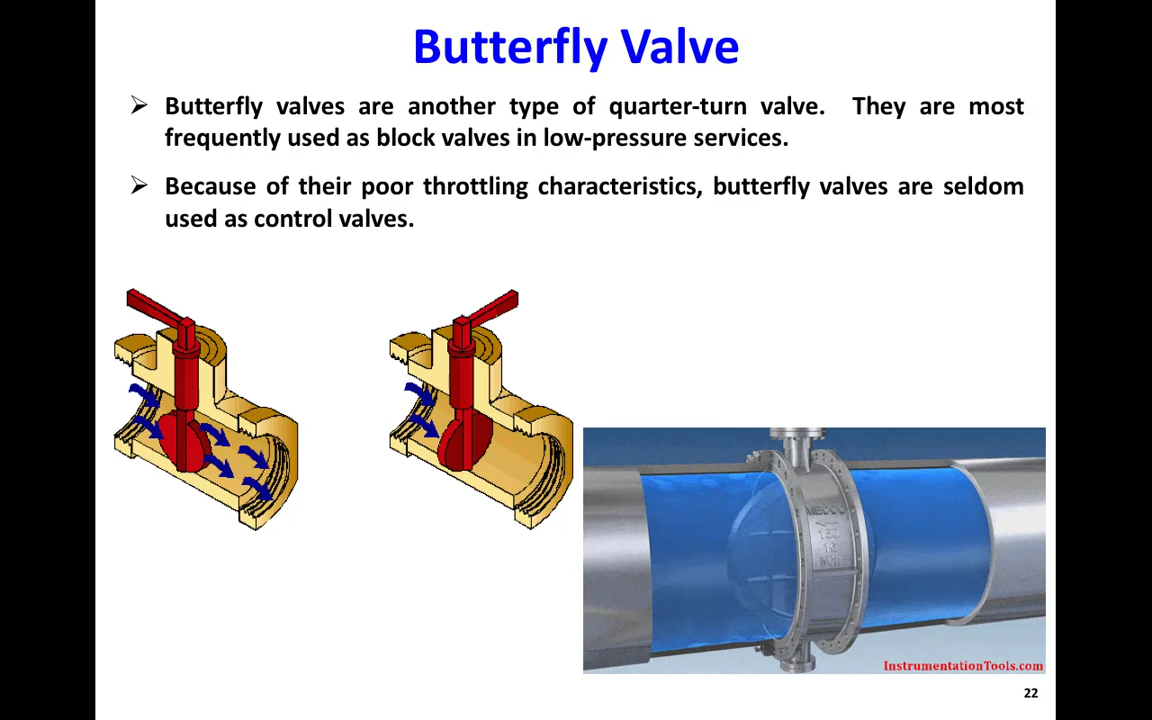 Butterfly Valve
➢ Butterfly valves are another type of quarter-turn valve. They are most
frequently used as block valves in low-pressure services.
➢ Because of their poor throttling characteristics, butterfly valves are seldom
used as control valves.
InstrumentationTools.com
22